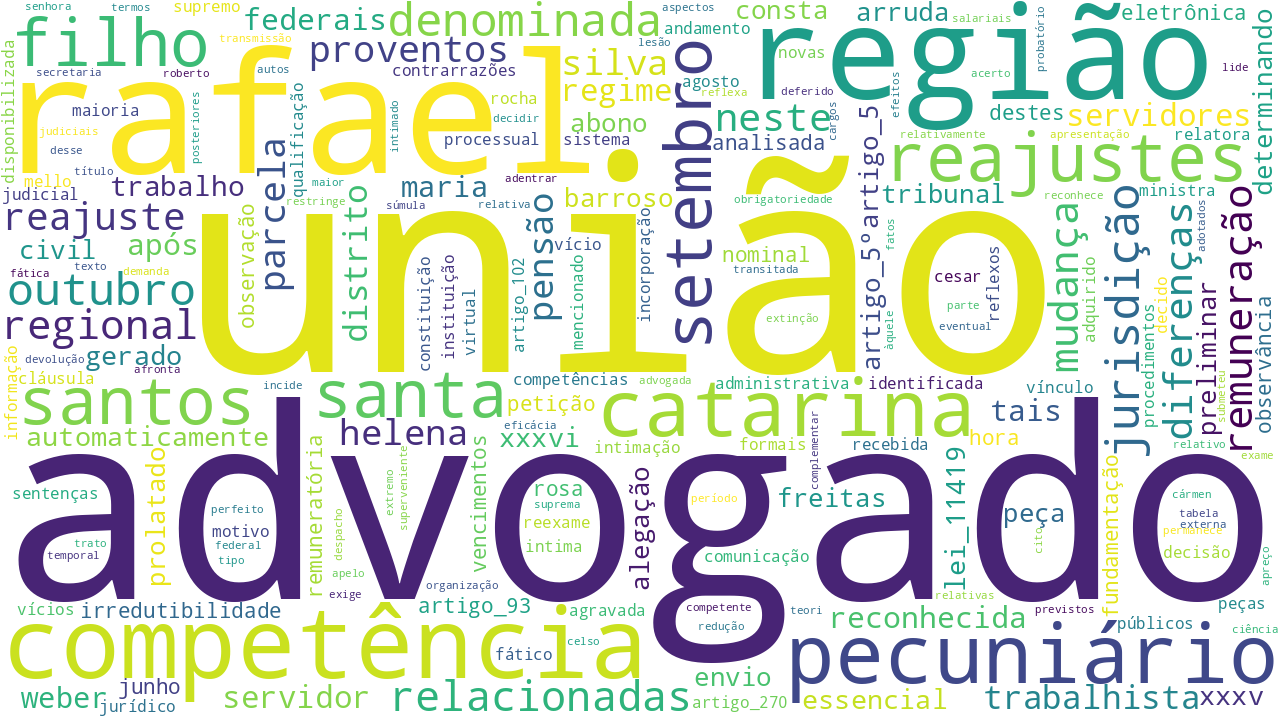 senhora
termos
supremo
federais
denominada
aspectos
consta
arruda
salariais
eletrônica
filho
transmissão
proventos
lesão
andamento
região
determinando
disponibilizada
secretaria
roberto
autos
contrarrazões
silva
setembro
novas
probatório
acerto
lide
rafael
maioria
qualificação
regime
agosto
reflexa
deferido
efeitos
rocha
decidir
abono
neste
cargos
destes
servidores
judiciais
posteriores
intimado
processual
sistema
analisada
artigo_5
relativamente
apresentação
relatora
desse
título
mello
judicial
trabalho
parcela
maior
restringe
maria
adentrar
súmula
relativa
barroso
obrigatoriedade
tribunal
reajustes
reconhece
ministra
reajuste
após
civil
observação
distrito
pensão
vício
união
nominal
transitada
artigo_5º
fatos
mudança
adquirido
jurisdição
adotados
diferenças
remuneração
fática
texto
demanda
outubro
regional
constituição
instituição
virtual
artigo_102
mencionado
incorporação
extinção
cesar
parte
eventual
reflexos
àquele
decido
procedimentos
preliminar
observância
informação
devolução
gerado
afronta
cláusula
incide
competências
advogada
administrativa
identificada
vínculo
submeteu
santos
santa
petição
catarina
tais
automaticamente
helena
eficácia
xxxvi
intimação
formais
recebida
hora
relativo
exame
sentenças
prolatado
remuneratória
extremo
superveniente
vencimentos
rosa
suprema
reexame
intima
alegação
período
complementar
freitas
lei_11419
peça
cito
fundamentação
cármen
tabela
externa
permanece
decisão
apreço
advogado
perfeito
motivo
federal
tipo
trato
temporal
despacho
apelo
exige
organização
comunicação
relativas
vícios
irredutibilidade
artigo_93
agravada
competente
redução
teori
reconhecida
previstos
públicos
peças
ciência
competência
fático
celso
pecuniário
weber
junho
jurídico
servidor
relacionadas
envio
artigo_270
essencial
trabalhista
xxxv